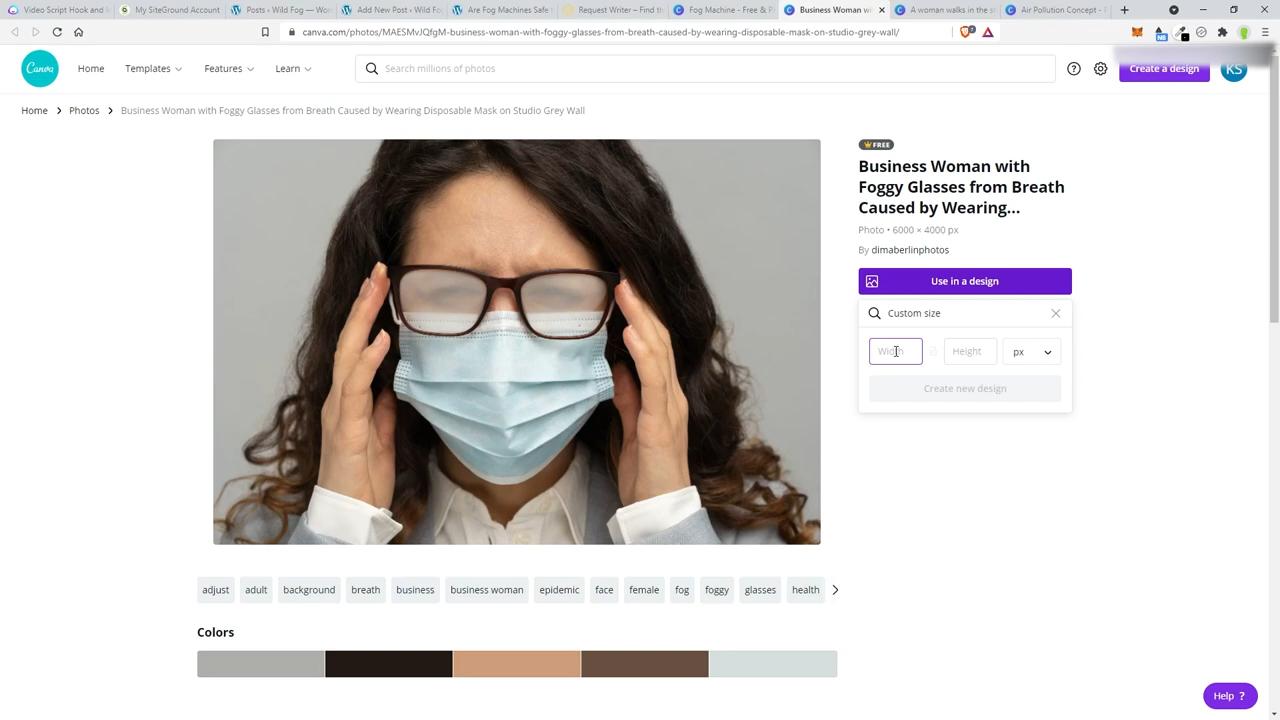 Video Script Hook and I
My SiteGround Account
Posts ‹ Wild Fog — Wor
Add New Post ‹ Wild Fo
Are Fog Machines Safe
Request Writer – Find th
Fog Machine - Free & P
Business Woman wi
A woman walks in the s
Air Pollution Concept -
canva.com/photos/MAESMvJQfgM-business-woman-with-foggy-glasses-from-breath-caused-by-wearing-disposable-mask-on-studio-grey-wall/
Canva
Home
Templates
Features
Learn
Search millions of photos
Create a design
KS
Home
Photos
Business Woman with Foggy Glasses from Breath Caused by Wearing Disposable Mask on Studio Grey Wall
FREE
Business Woman with
Foggy Glasses from Breath
Caused by Wearing...
Photo • 6000 × 4000 px
By dimaberlinphotos
Use in a design
Custom size
Width
Height
px
Create new design
adjust
adult
background
breath
business
business woman
epidemic
face
female
fog
foggy
glasses
health
Colors
Help ?